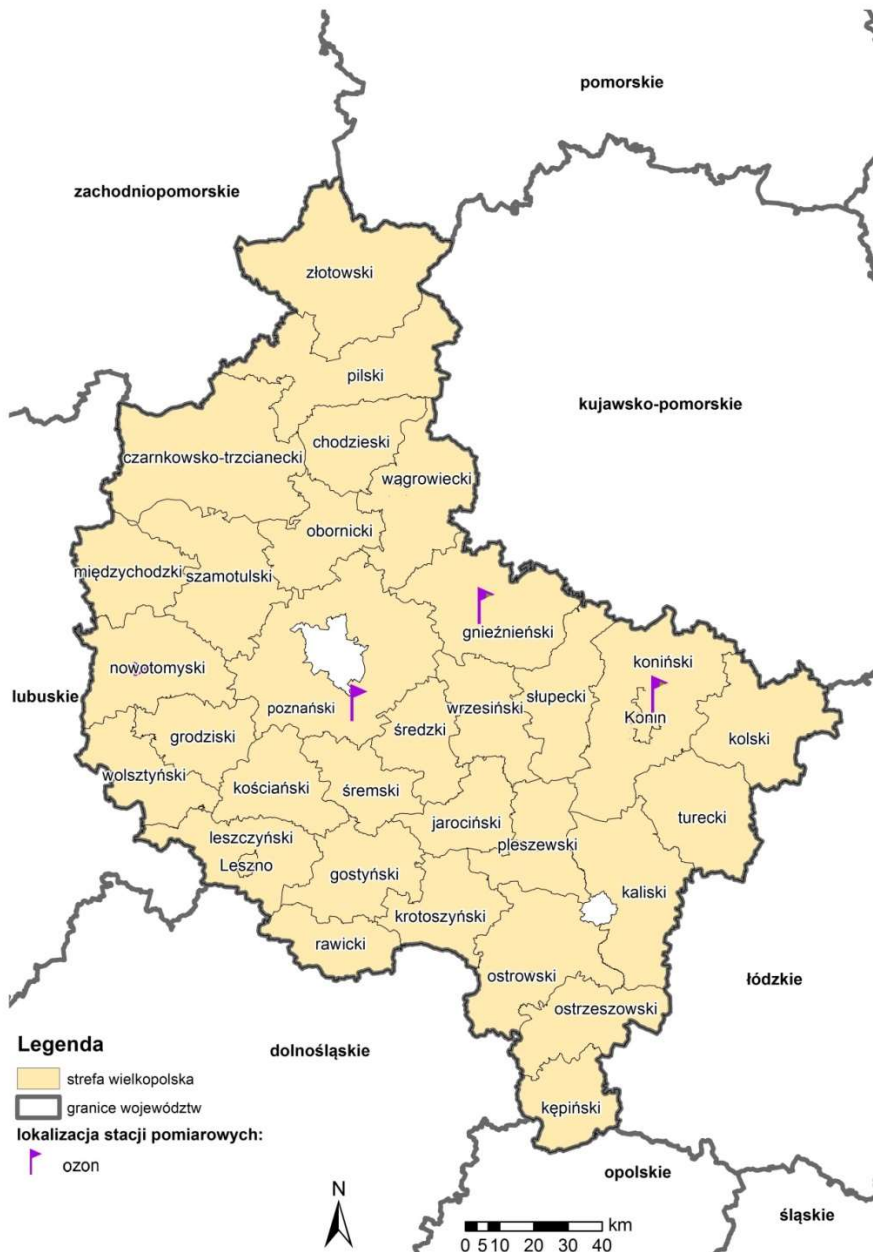 pomorskie
zachodniopomorskie
złotowski
pilski
kujawsko-pomorskie
chodzieski
czarnkowsko-trzcianecki
wągrowiecki
obornicki
międzychodzki
szamotulski
gnieźnieński
nowotomyski
koniński
lubuskie
poznański
wrzesiński
słupecki
Konin
średzki
grodziski
kolski
wolsztyński
kościański
śremski
turecki
jarociński
leszczyński
pleszewski
Leszno
gostyński
kaliski
krotoszyński
rawicki
ostrowski
łódzkie
ostrzeszowski
dolnośląskie
kępiński
Legenda
strefa wielkopolska
granice województw
lokalizacja stacji pomiarowych:
ozon
opolskie
śląskie
N
km
0 5 10 20 30 40